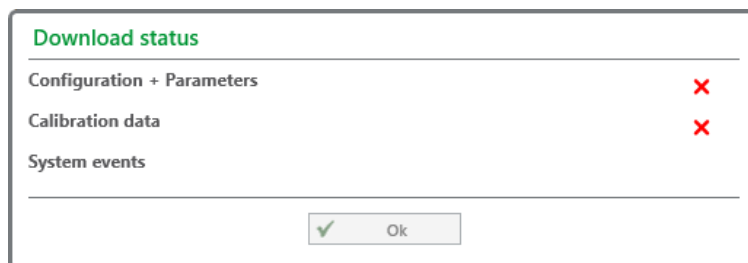 Download status
Configuration + Parameters
Calibration data
System events
Ok